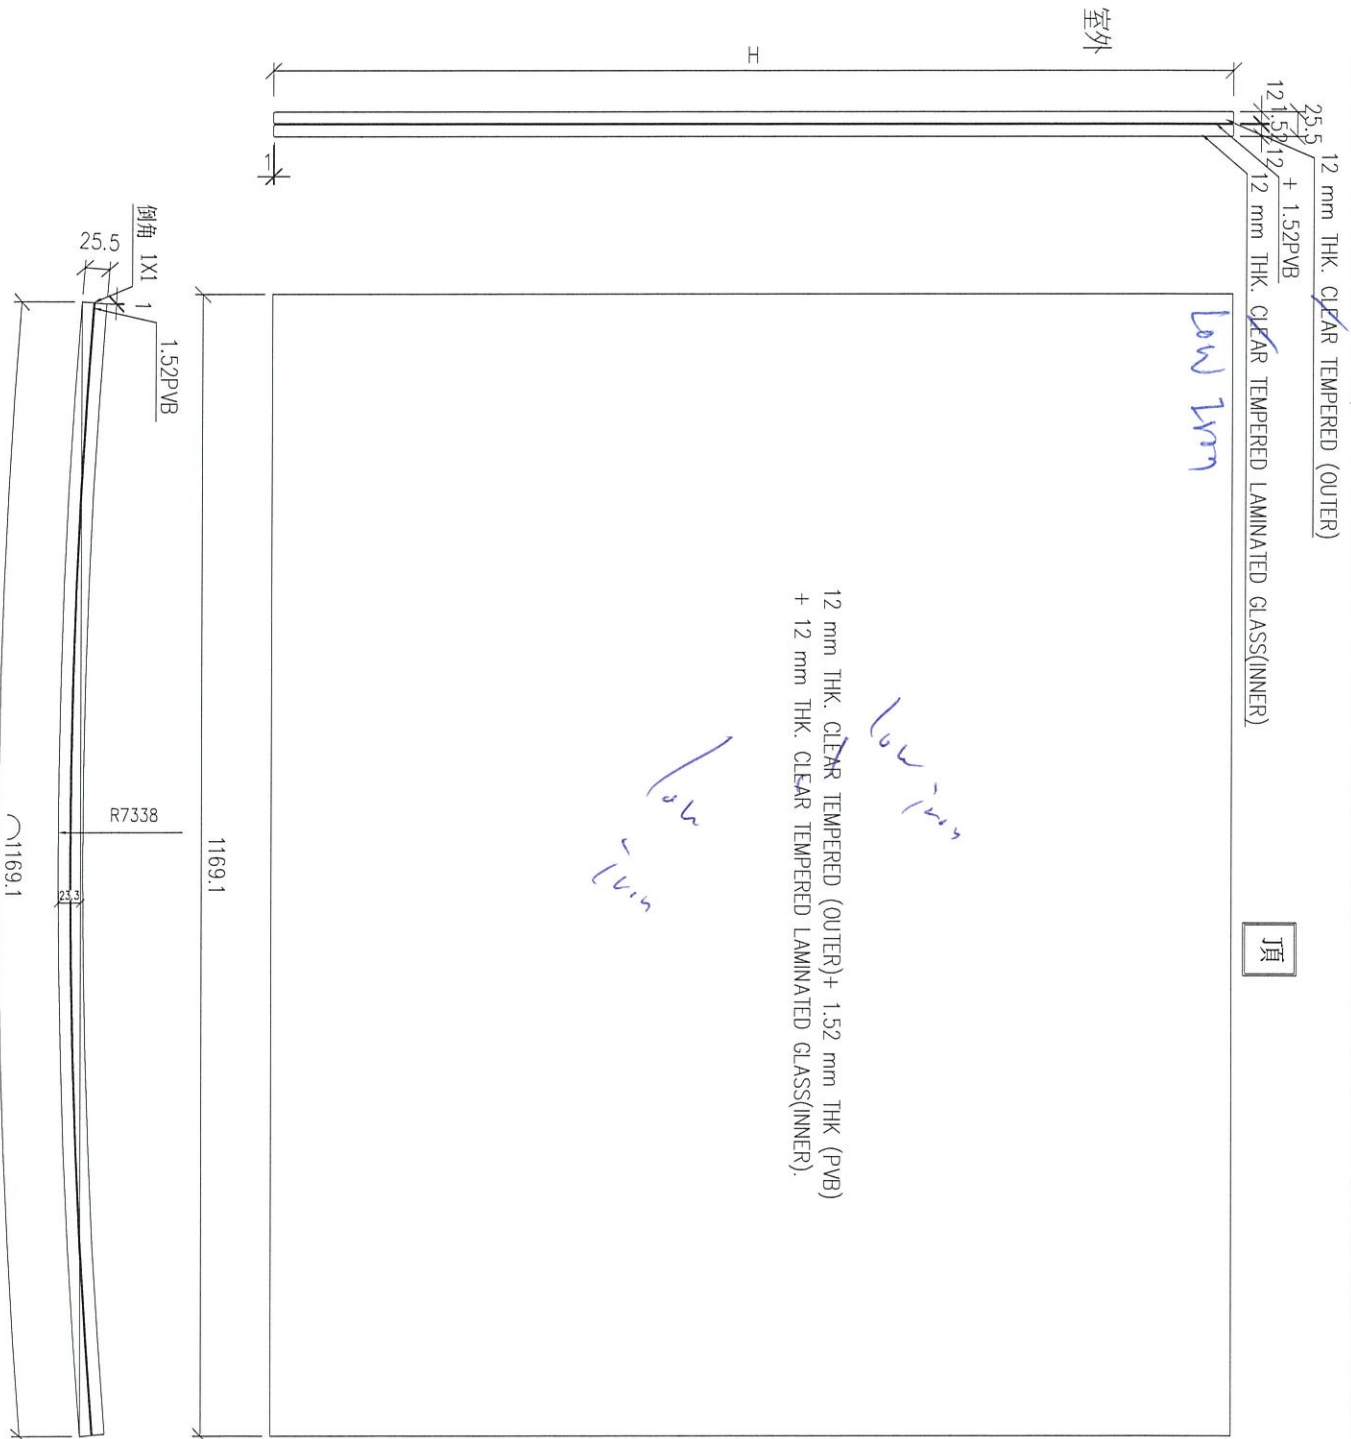 12 mm THK. CLEAR TEMPERED (OUTER)
+ 1.52PVB
12 mm THK. CLEAR TEMPERED LAMINATED GLASS(INNER)
25.5
12
1.52
12
室外
H
1
頂
Low Iron
12 mm THK. CLEAR TEMPERED (OUTER)+ 1.52 mm THK (PVB)
+ 12 mm THK. CLEAR TEMPERED LAMINATED GLASS(INNER).
low iron
low iron
1169.1
倒角 1X1
25.5
1
1.52PVB
R7338
23.3
1169.1